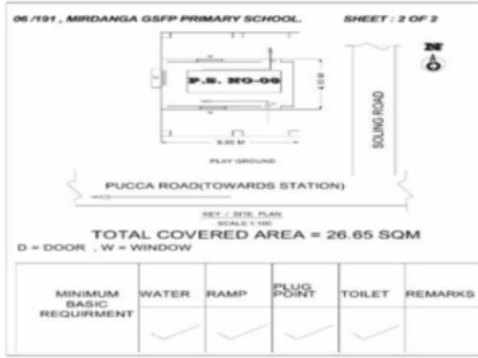 06 /191 , MIRDANGA GSFP PRIMARY SCHOOL.
SHEET : 2 OF 2
N
P.S. NO-06
SOLING ROAD
PLAY GROUND
PUCCA ROAD(TOWARDS STATION)
KEY / SITE PLAN
SCALE 1:100
TOTAL COVERED AREA = 26.65 SQM
D = DOOR , W = WINDOW
MINIMUM BASIC REQUIRMENT
WATER
RAMP
PLUG POINT
TOILET
REMARKS